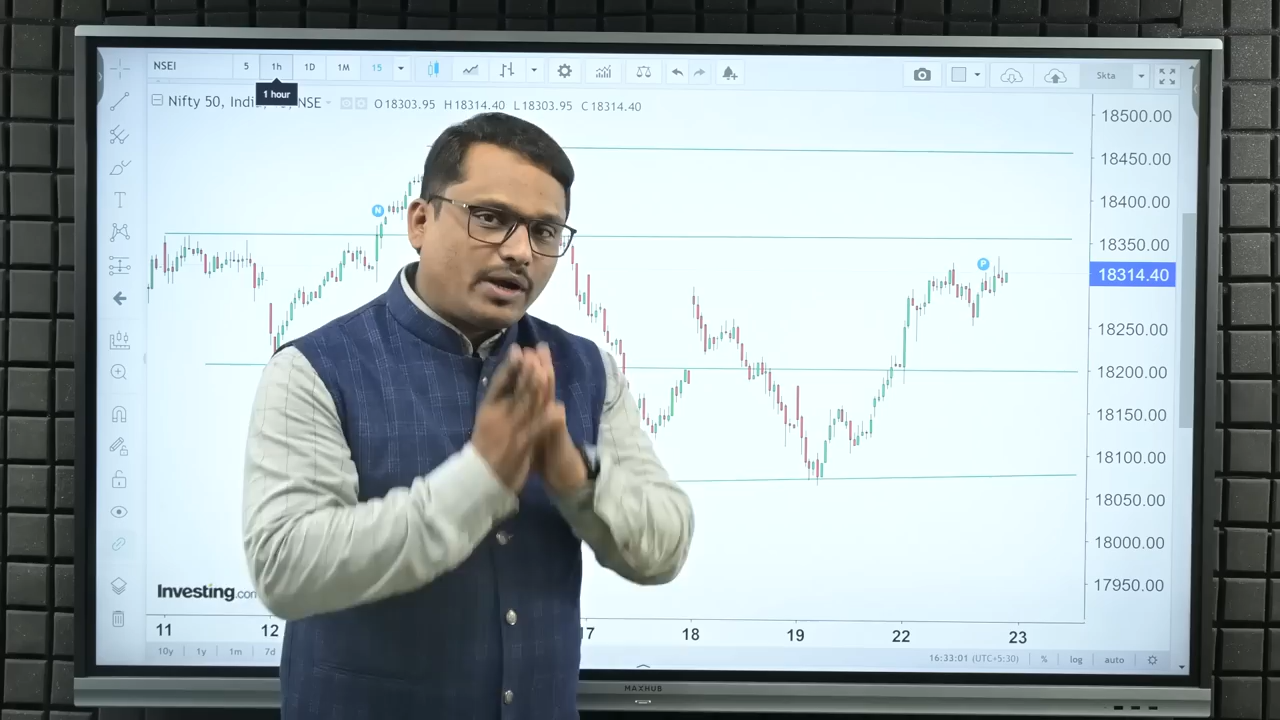 NSEI 5 1h 1D 1M 15 Skta
1 hour
Nifty 50, NSE O18303.95 H18314.40 L18303.95 C18314.40
18500.00
18450.00
18400.00
18350.00
18314.40
18250.00
18200.00
18150.00
18100.00
18050.00
18000.00
17950.00
N
P
T
Investing.com
11 12 17 18 19 22 23
10y 1y 1m 7d 16:33:01 (UTC+5:30) % log auto
MAXHUB